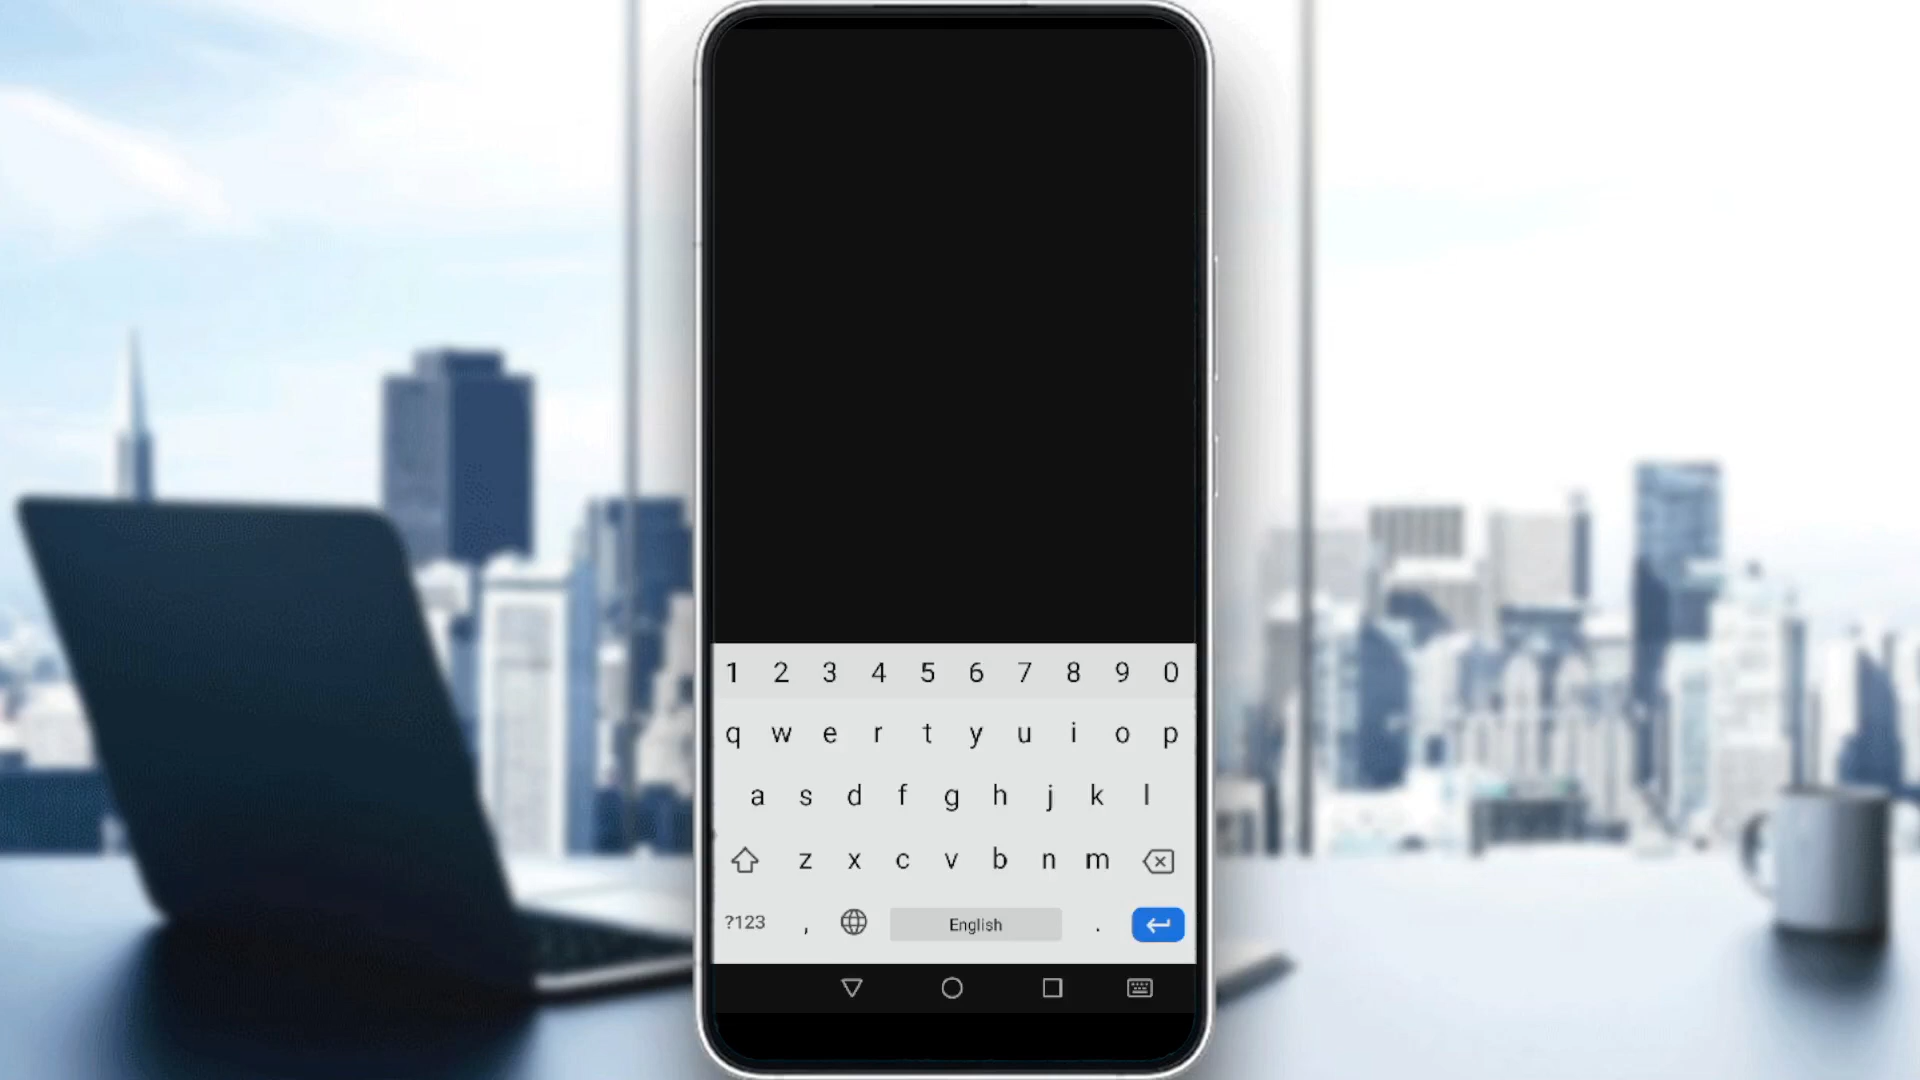 1 2 3 4 5 6 7 8 9 0
q w e r t y u i o p
a s d f g h j k l
z x c v b n m
?123 , English .